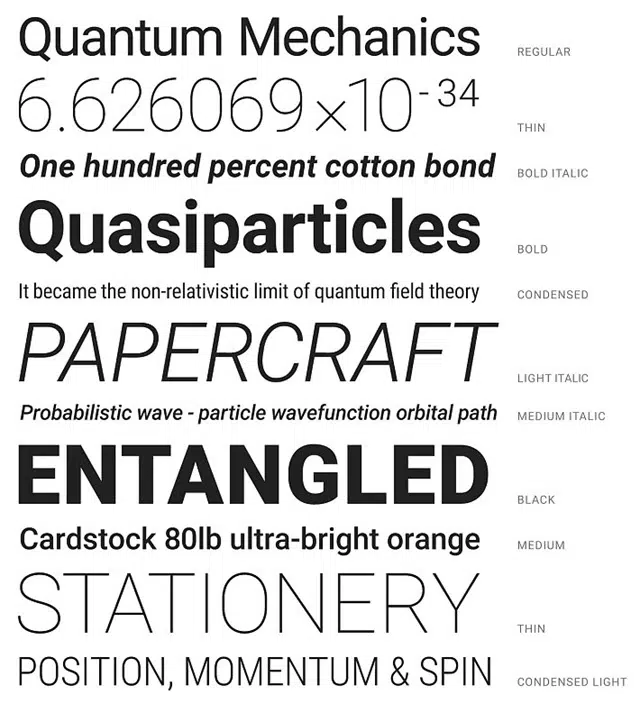 Quantum Mechanics REGULAR
6.626069×10-34 THIN
One hundred percent cotton bond BOLD ITALIC
Quasiparticles BOLD
It became the non-relativistic limit of quantum field theory CONDENSED
PAPERCRAFT LIGHT ITALIC
Probabilistic wave - particle wavefunction orbital path MEDIUM ITALIC
ENTANGLED BLACK
Cardstock 80lb ultra-bright orange MEDIUM
STATIONERY THIN
POSITION, MOMENTUM & SPIN CONDENSED LIGHT